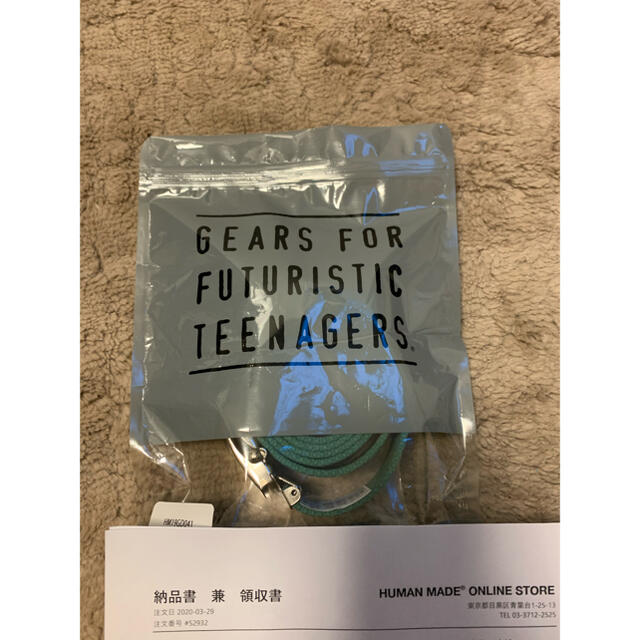 GEARS FOR
FUTURISTIC
TEENAGERS®
HM19GD041
納品書 兼 領収書
注文日 2020-03-29
注文番号 #52932
HUMAN MADE® ONLINE STORE
東京都目黒区青葉台1-25-13
TEL 03-3712-2525